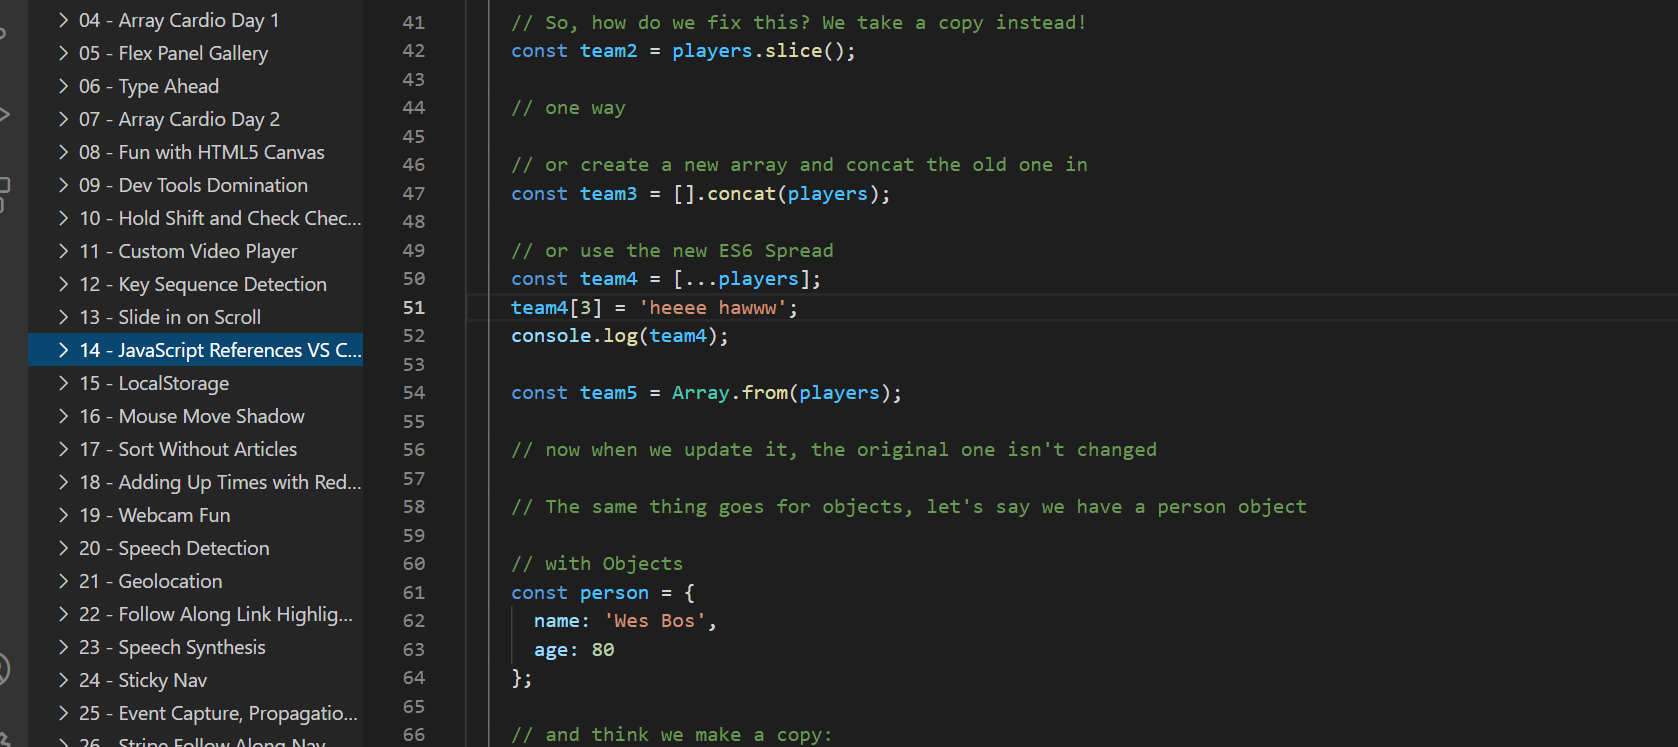 04 - Array Cardio Day 1
05 - Flex Panel Gallery
06 - Type Ahead
07 - Array Cardio Day 2
08 - Fun with HTML5 Canvas
09 - Dev Tools Domination
10 - Hold Shift and Check Chec...
11 - Custom Video Player
12 - Key Sequence Detection
13 - Slide in on Scroll
14 - JavaScript References VS C...
15 - LocalStorage
16 - Mouse Move Shadow
17 - Sort Without Articles
18 - Adding Up Times with Red...
19 - Webcam Fun
20 - Speech Detection
21 - Geolocation
22 - Follow Along Link Highlig...
23 - Speech Synthesis
24 - Sticky Nav
25 - Event Capture, Propagatio...
26 - Stripe Follow Along Nav
41 // So, how do we fix this? We take a copy instead!
42 const team2 = players.slice();
43
44 // one way
45
46 // or create a new array and concat the old one in
47 const team3 = [].concat(players);
48
49 // or use the new ES6 Spread
50 const team4 = [...players];
51 team4[3] = 'heeee hawww';
52 console.log(team4);
53
54 const team5 = Array.from(players);
55
56 // now when we update it, the original one isn't changed
57
58 // The same thing goes for objects, let's say we have a person object
59
60 // with Objects
61 const person = {
62 name: 'Wes Bos',
63 age: 80
64 };
65
66 // and think we make a copy: